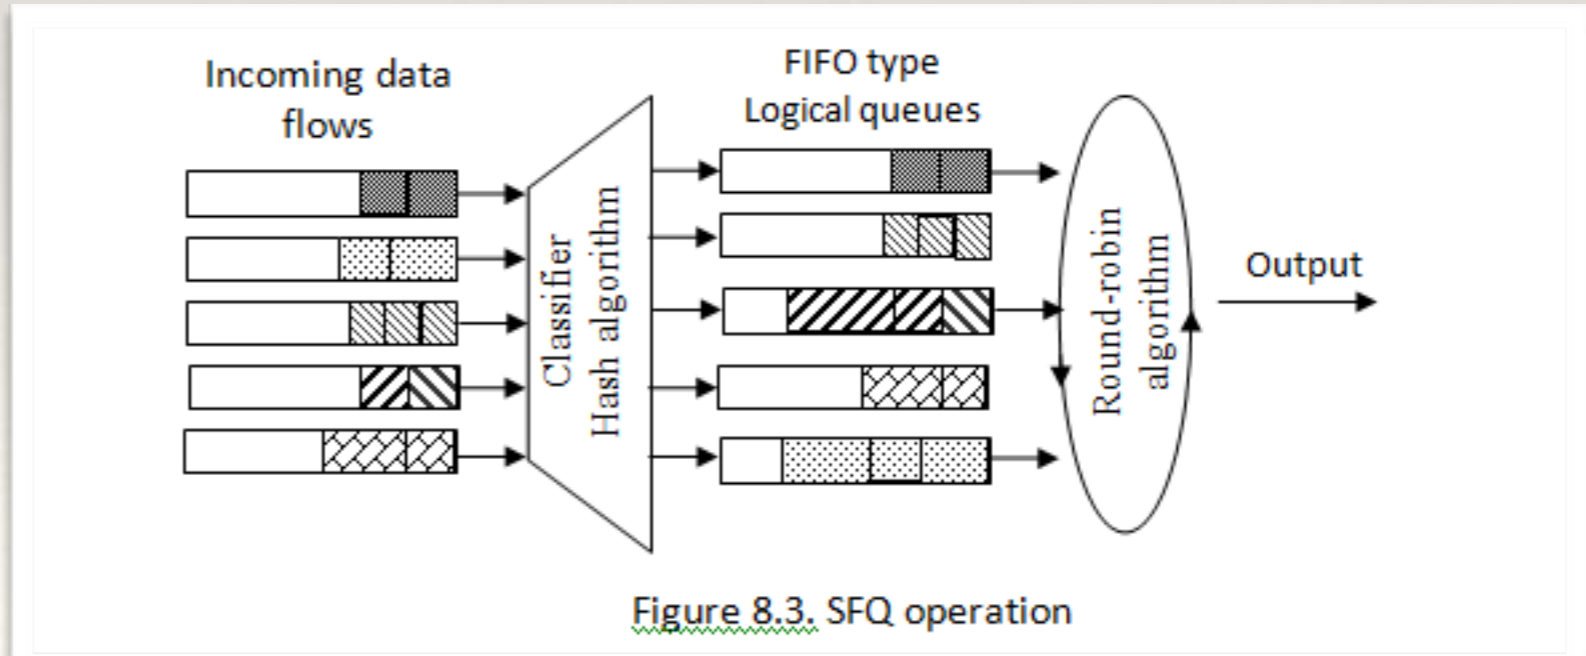 Incoming data
flows
FIFO type
Logical queues
Classifier
Hash algorithm
Round-robin
algorithm
Output
Figure 8.3. SFQ operation